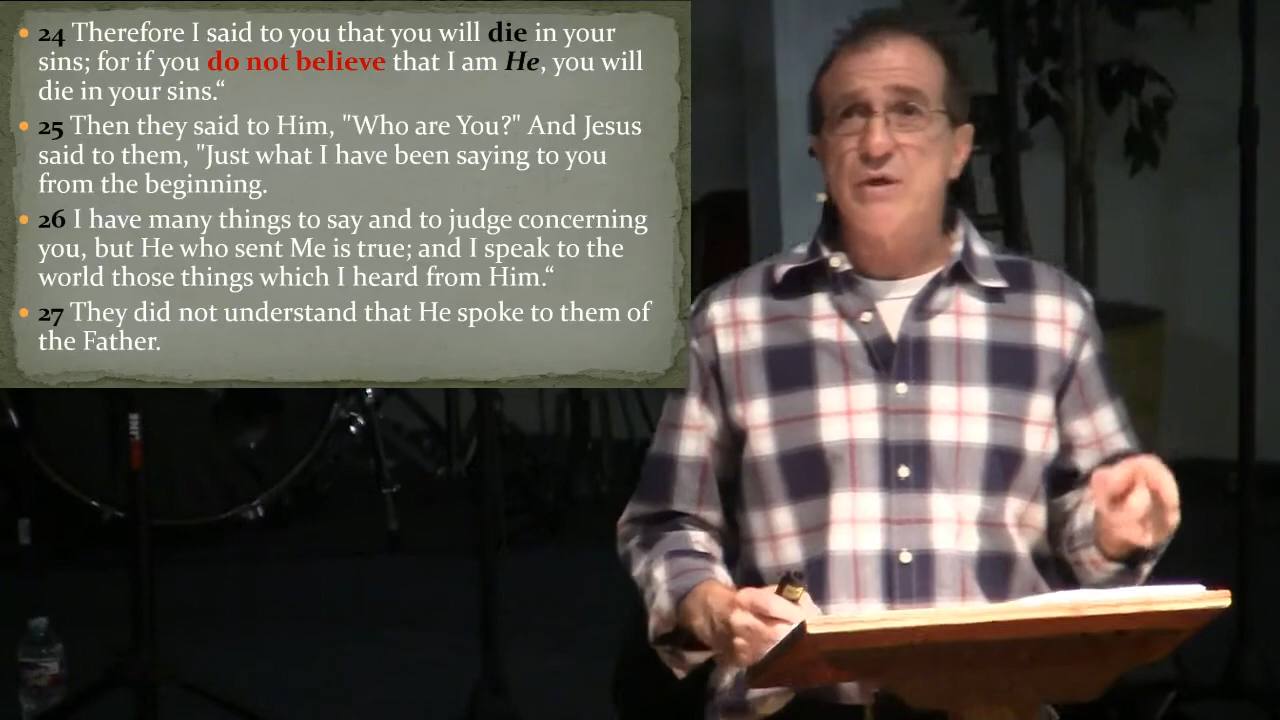 • 24 Therefore I said to you that you will die in your
sins; for if you do not believe that I am He, you will
die in your sins.“
• 25 Then they said to Him, "Who are You?" And Jesus
said to them, "Just what I have been saying to you
from the beginning.
• 26 I have many things to say and to judge concerning
you, but He who sent Me is true; and I speak to the
world those things which I heard from Him.“
• 27 They did not understand that He spoke to them of
the Father.